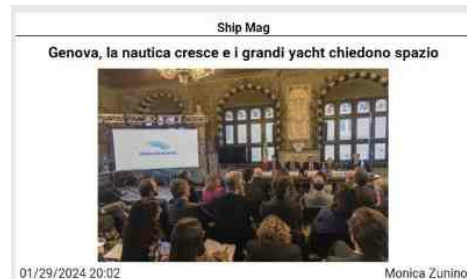 Ship Mag
Genova, la nautica cresce e i grandi yacht chiedono spazio
01/29/2024 20:02
Monica Zunino